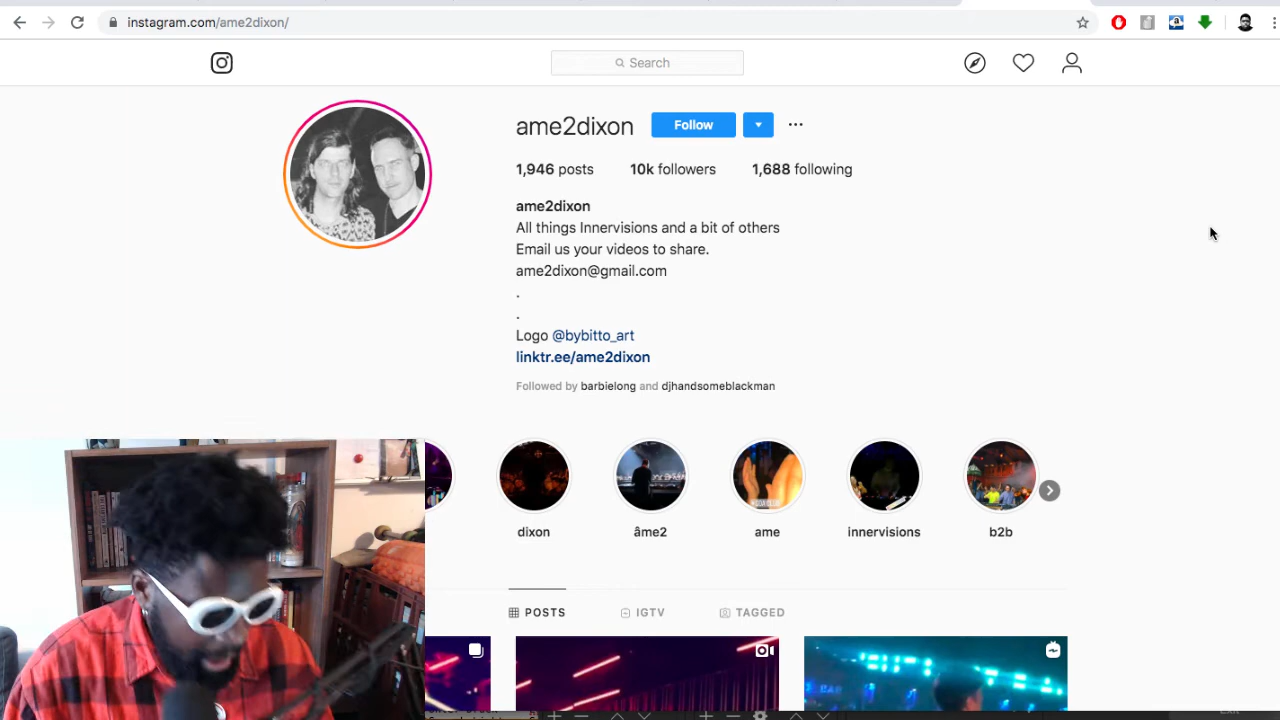 instagram.com/ame2dixon/
Search
ame2dixon Follow
1,946 posts 10k followers 1,688 following
ame2dixon
All things Innervisions and a bit of others
Email us your videos to share.
ame2dixon@gmail.com
.
.
Logo @bybitto_art
linktr.ee/ame2dixon
Followed by barbielong and djhandsomeblackman
dixon âme2 ame innervisions b2b
POSTS IGTV TAGGED